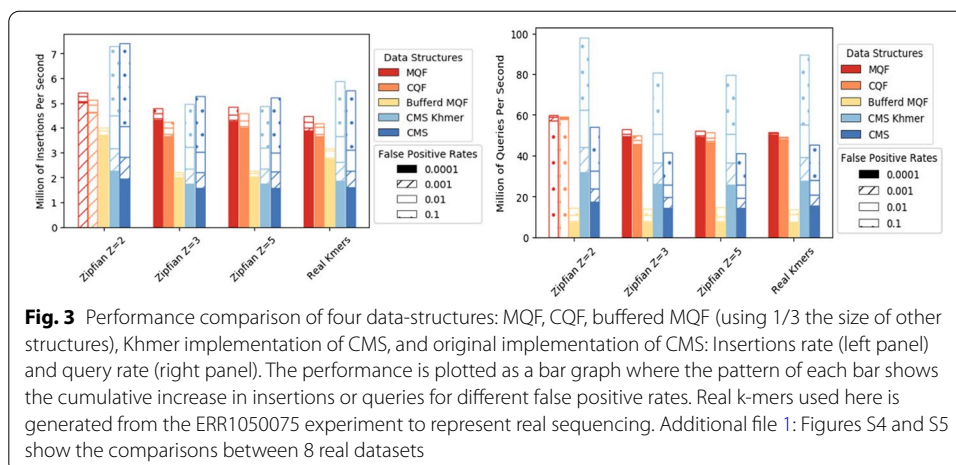 Million of Insertions Per Second
7
6
5
4
3
2
1
0
Zipfian Z=2
Zipfian Z=3
Zipfian Z=5
Real Kmers
Data Structures
MQF
CQF
Bufferd MQF
CMS Khmer
CMS
False Positive Rates
0.0001
0.001
0.01
0.1
Million of Queries Per Second
100
80
60
40
20
0
Zipfian Z=2
Zipfian Z=3
Zipfian Z=5
Real Kmers
Data Structures
MQF
CQF
Bufferd MQF
CMS Khmer
CMS
False Positive Rates
0.0001
0.001
0.01
0.1
Fig. 3 Performance comparison of four data-structures: MQF, CQF, buffered MQF (using 1/3 the size of other
structures), Khmer implementation of CMS, and original implementation of CMS: Insertions rate (left panel)
and query rate (right panel). The performance is plotted as a bar graph where the pattern of each bar shows
the cumulative increase in insertions or queries for different false positive rates. Real k-mers used here is
generated from the ERR1050075 experiment to represent real sequencing. Additional file 1: Figures S4 and S5
show the comparisons between 8 real datasets